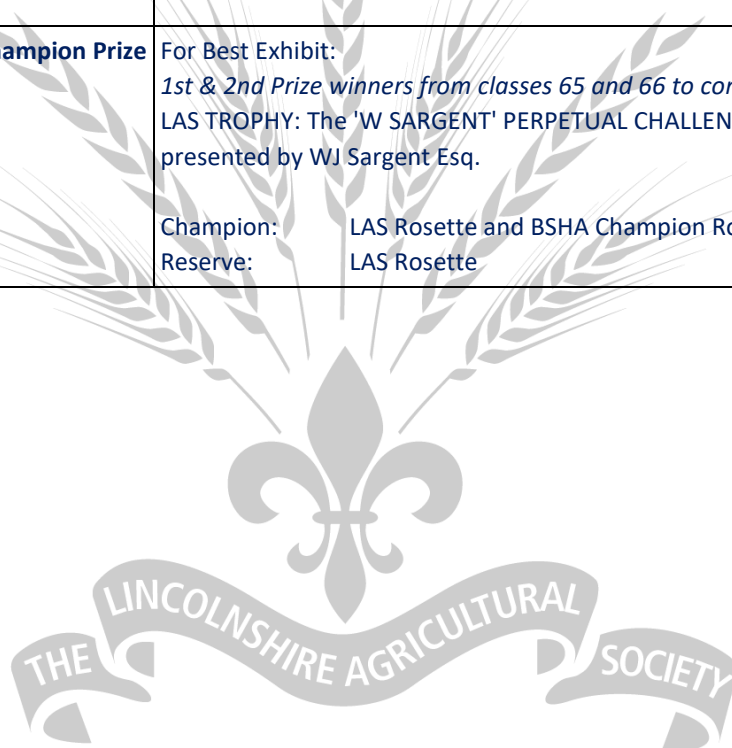 hampion Prize For Best Exhibit:
1st & 2nd Prize winners from classes 65 and 66 to co
LAS TROPHY: The 'W SARGENT' PERPETUAL CHALLEN
presented by WJ Sargent Esq.
Champion: LAS Rosette and BSHA Champion Ro
Reserve: LAS Rosette
THE LINCOLNSHIRE AGRICULTURAL SOCIETY